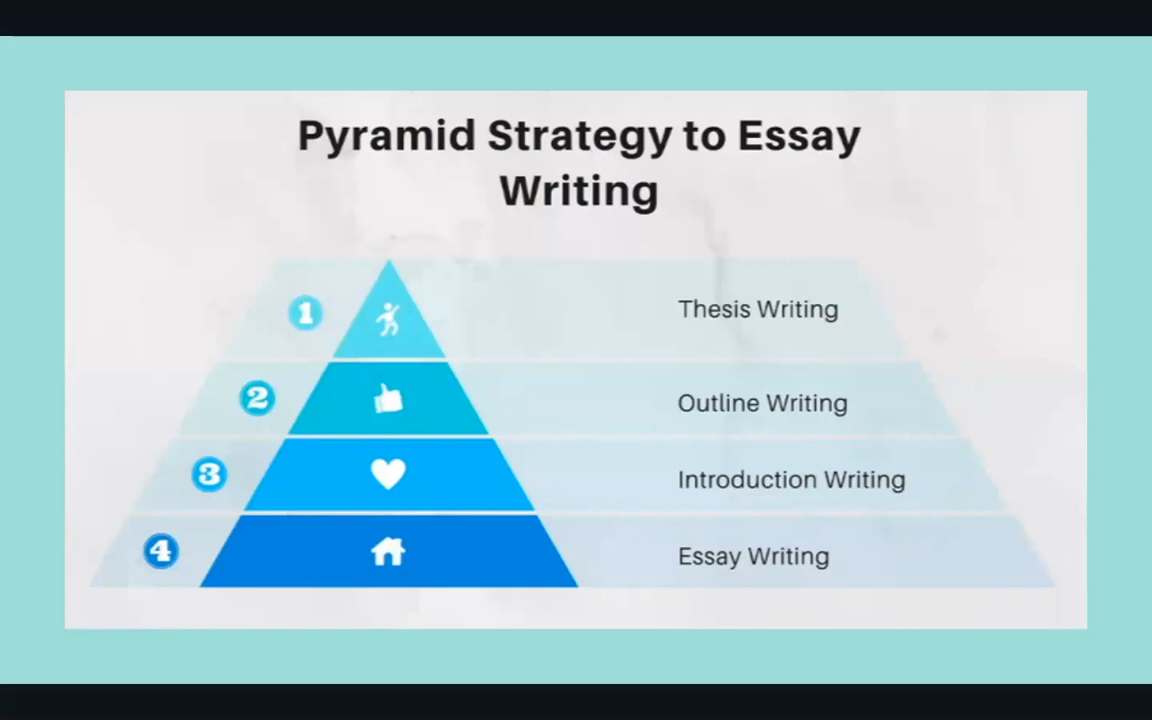 Pyramid Strategy to Essay
Writing
1
Thesis Writing
2
Outline Writing
3
Introduction Writing
4
Essay Writing